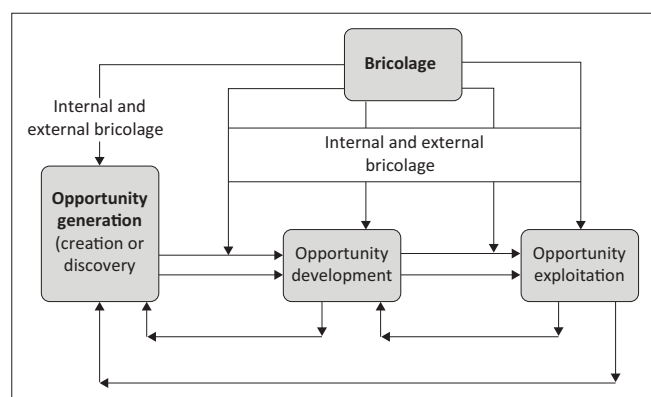 Bricolage
Internal and
external bricolage
Internal and external
bricolage
Opportunity
generation
(creation or
discovery
Opportunity
development
Opportunity
exploitation